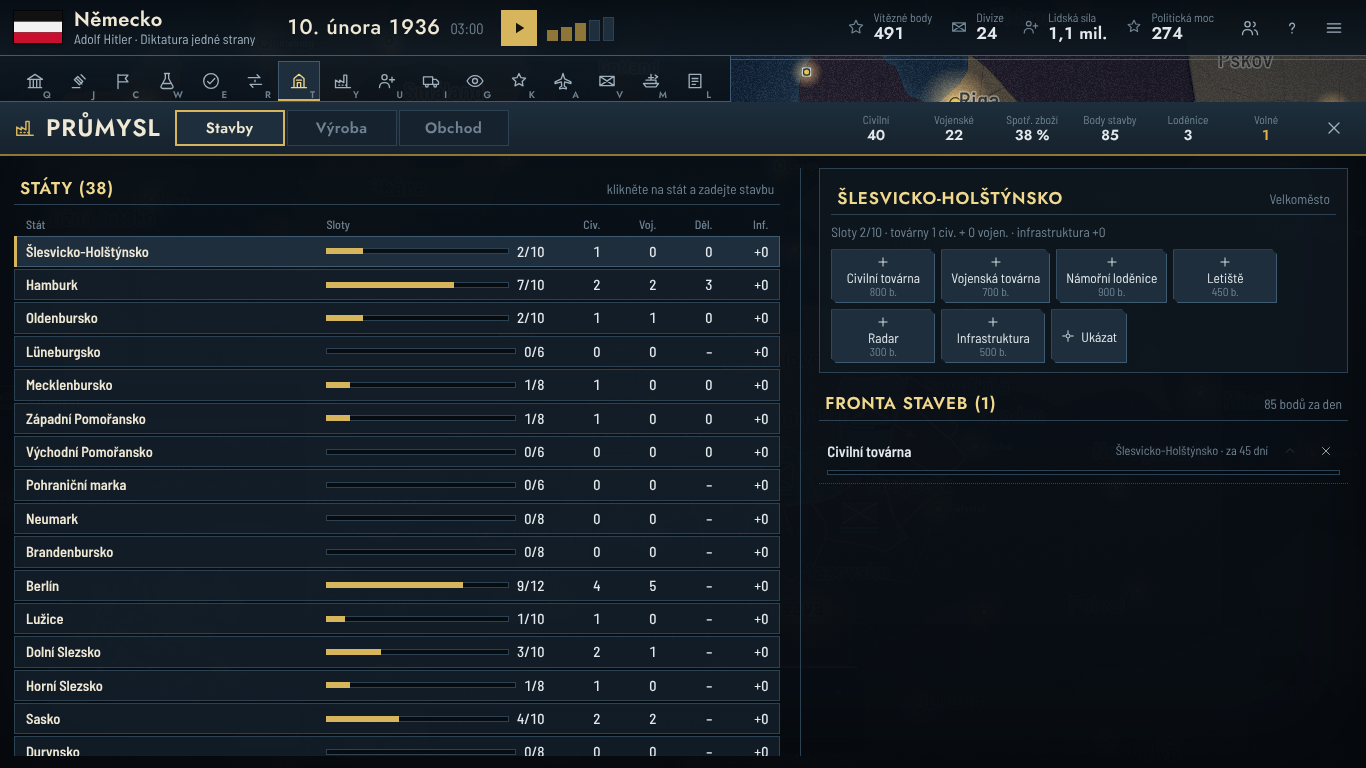 Německo
Adolf Hitler · Diktatura jedné strany
10. února 1936 03:00
Vítězné body 491
Divize 24
Lidská síla 1,1 mil.
Politická moc 274
?
Q J C W E R T Y U I G K A V M L
Pskov
Riga
PRŮMYSL
Stavby Výroba Obchod
Civilní 40
Vojenské 22
Spotř. zboží 38 %
Body stavby 85
Loděnice 3
Volné 1
STÁTY (38) klikněte na stát a zadejte stavbu
Stát Sloty Civ. Voj. Děl. Inf.
Šlesvicko-Holštýnsko 2/10 1 0 0 +0
Hamburk 7/10 2 2 3 +0
Oldenbursko 2/10 1 1 0 +0
Lüneburgsko 0/6 0 0 – +0
Mecklenbursko 1/8 1 0 0 +0
Západní Pomořansko 1/8 1 0 0 +0
Východní Pomořansko 0/6 0 0 0 +0
Pohraniční marka 0/6 0 0 – +0
Neumark 0/8 0 0 – +0
Brandenbursko 0/8 0 0 – +0
Berlín 9/12 4 5 – +0
Lužice 1/10 1 0 – +0
Dolní Slezsko 3/10 2 1 – +0
Horní Slezsko 1/8 1 0 – +0
Sasko 4/10 2 2 – +0
Durynsko 0/8 0 0 – +0
ŠLESVICKO-HOLŠTÝNSKO Velkoměsto
Sloty 2/10 · továrny 1 civ. + 0 vojen. · infrastruktura +0
Civilní továrna 800 b.
Vojenská továrna 700 b.
Námořní loděnice 900 b.
Letiště 450 b.
Radar 300 b.
Infrastruktura 500 b.
Ukázat
FRONTA STAVEB (1) 85 bodů za den
Civilní továrna Šlesvicko-Holštýnsko · za 45 dní